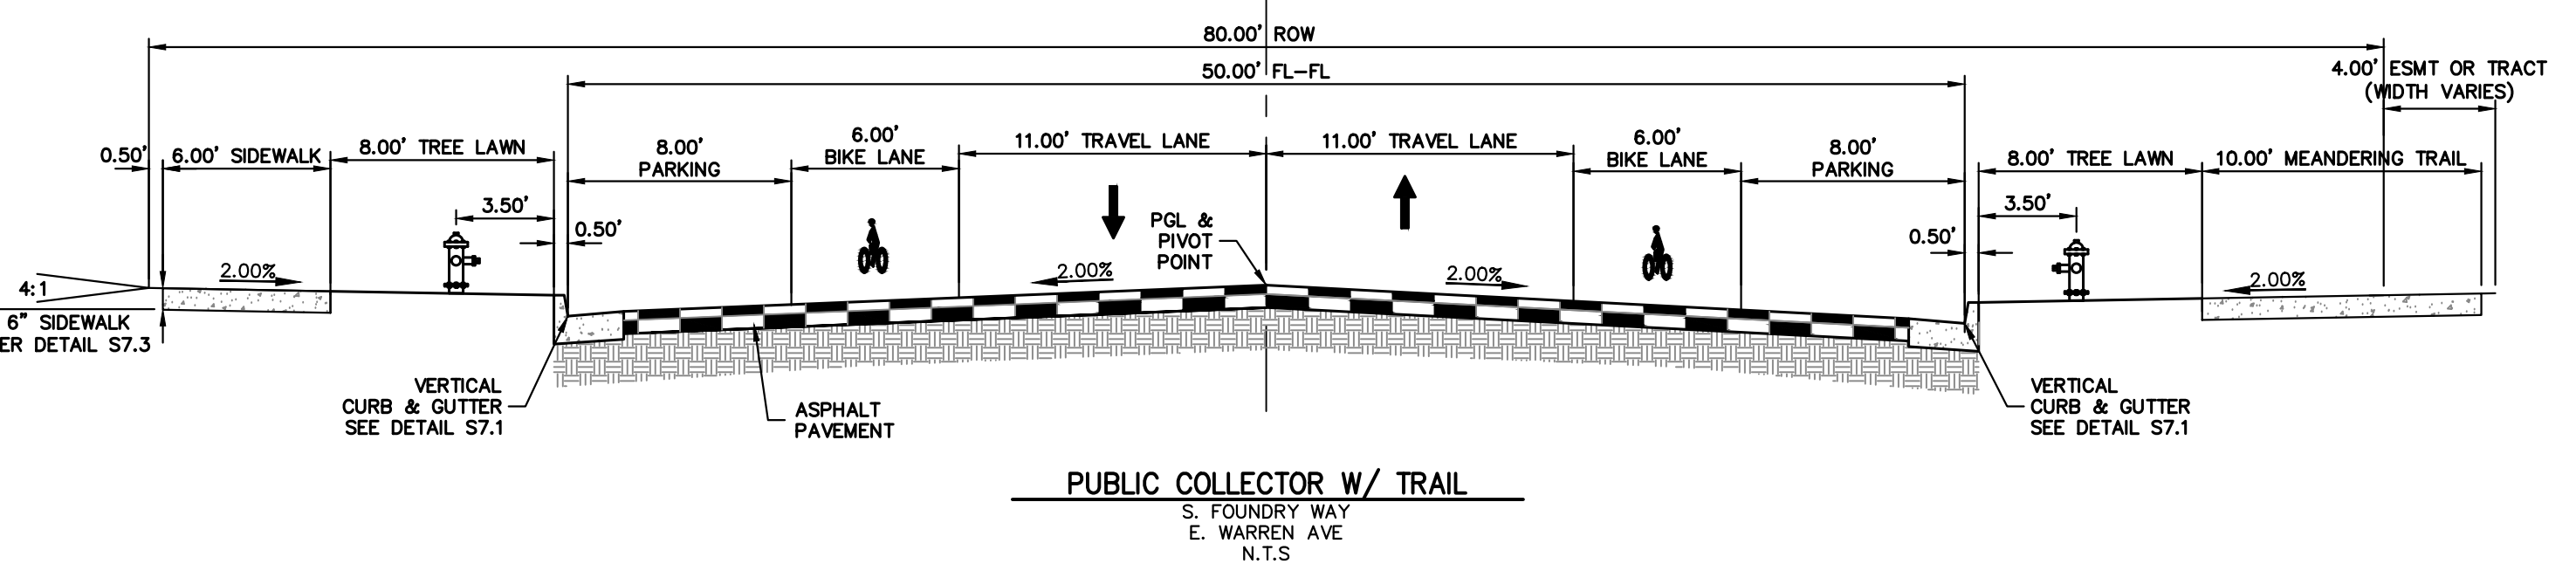 80.00' ROW
50.00' FL-FL
4.00' ESMT OR TRACT
(WIDTH VARIES)
0.50'
6.00' SIDEWALK
8.00' TREE LAWN
8.00'
PARKING
6.00'
BIKE LANE
11.00' TRAVEL LANE
11.00' TRAVEL LANE
6.00'
BIKE LANE
8.00'
PARKING
8.00' TREE LAWN
10.00' MEANDERING TRAIL
3.50'
0.50'
PGL &
PIVOT
POINT
0.50'
3.50'
4:1
2.00%
2.00%
2.00%
2.00%
6" SIDEWALK
ER DETAIL S7.3
VERTICAL
CURB & GUTTER
SEE DETAIL S7.1
ASPHALT
PAVEMENT
VERTICAL
CURB & GUTTER
SEE DETAIL S7.1
PUBLIC COLLECTOR W/ TRAIL
S. FOUNDRY WAY
E. WARREN AVE
N.T.S